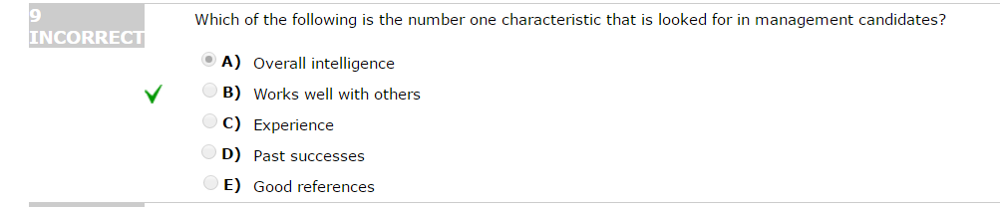 9
INCORRECT
Which of the following is the number one characteristic that is looked for in management candidates?
A) Overall intelligence
B) Works well with others
C) Experience
D) Past successes
E) Good references